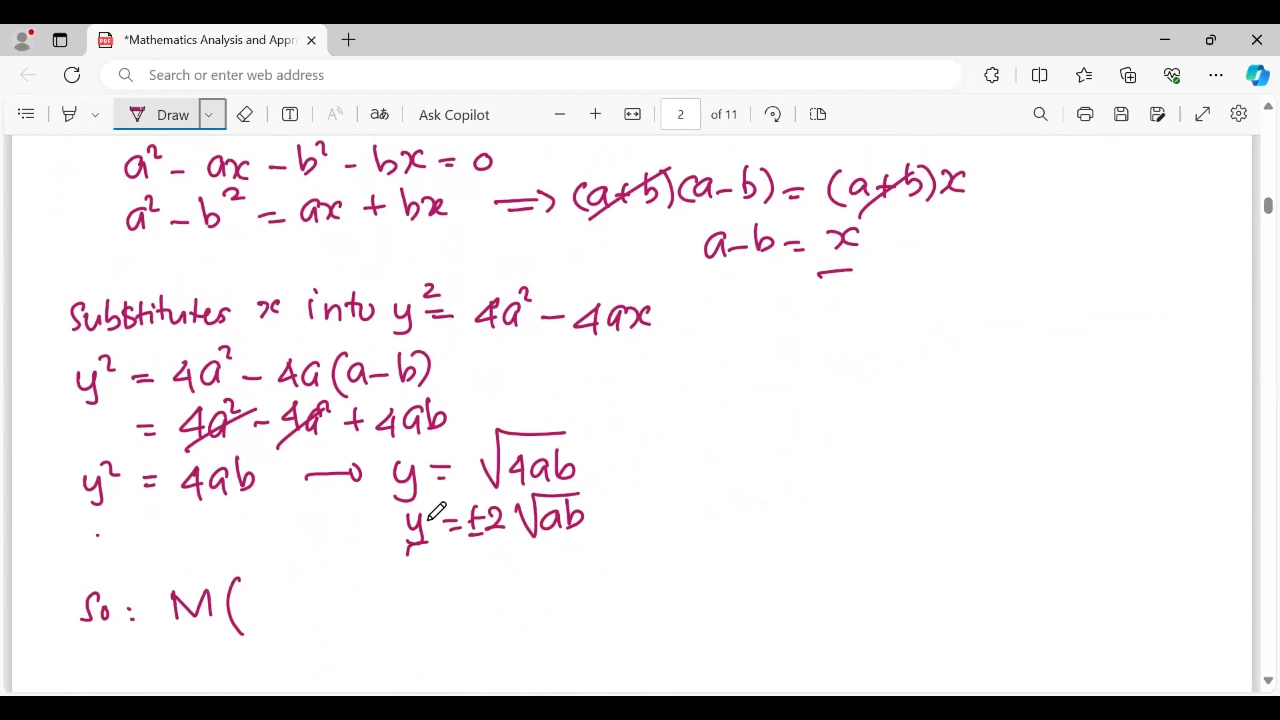 *Mathematics Analysis and Appr
Search or enter web address
Draw
aあ
Ask Copilot
2 of 11
a² - ax - b² - bx = 0
a² - b² = ax + bx ⟹ (a+b)(a-b) = (a+b)x
a-b = x
Substitutes x into y² = 4a² - 4ax
y² = 4a² - 4a(a-b)
= 4a² - 4a² + 4ab
y² = 4ab → y = √4ab
y = ±2√ab
So: M(